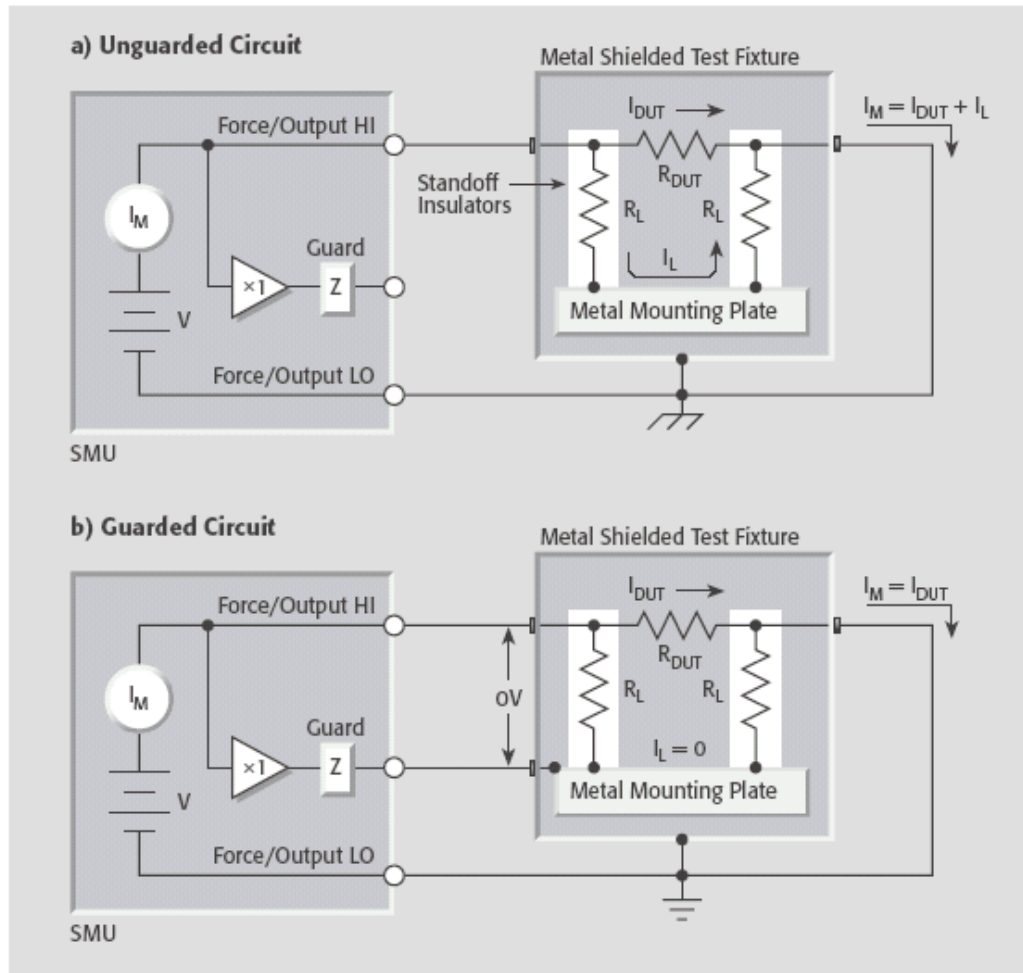 a) Unguarded Circuit
Metal Shielded Test Fixture
Force/Output HI
IDUT
IM = IDUT + IL
RDUT
Standoff
Insulators
IM
RL
RL
Guard
IL
×1
Z
V
Metal Mounting Plate
Force/Output LO
SMU
b) Guarded Circuit
Metal Shielded Test Fixture
Force/Output HI
IDUT
IM = IDUT
RDUT
IM
0V
RL
RL
Guard
IL = 0
×1
Z
V
Metal Mounting Plate
Force/Output LO
SMU